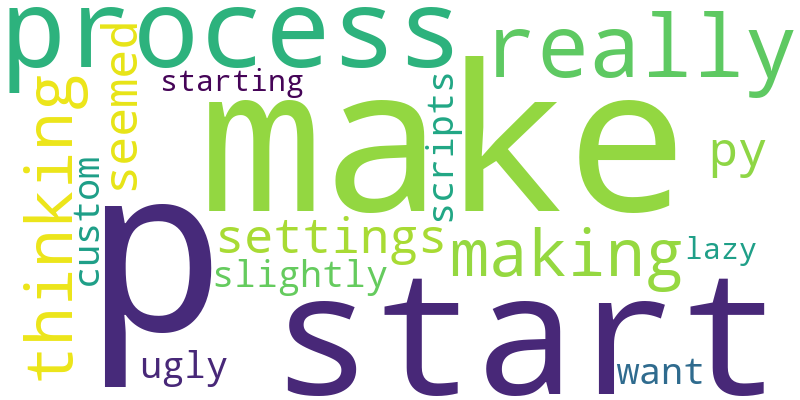 process
really
starting
make
seemed
scripts
thinking
py
custom
p
settings
making
lazy
slightly
start
ugly
want